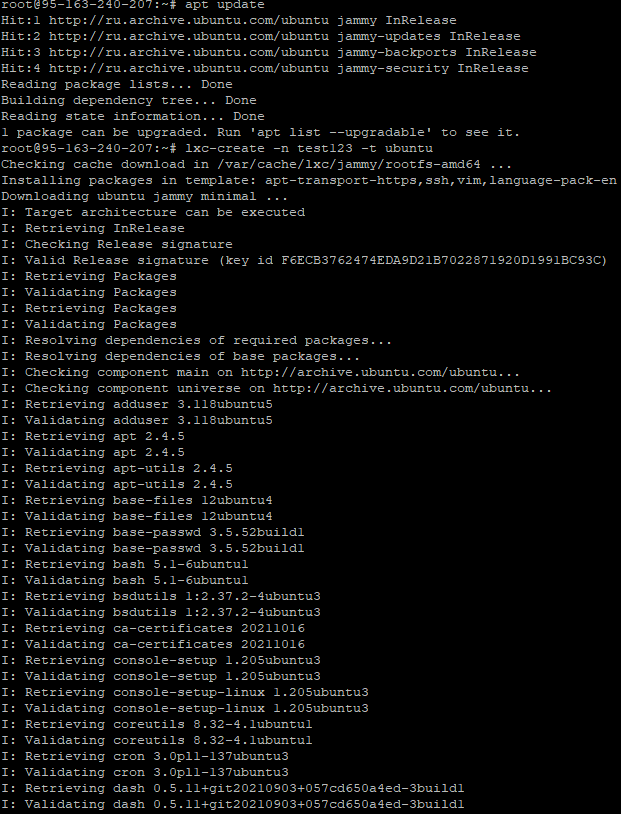 root@95-163-240-207:~# apt update
Hit:1 http://ru.archive.ubuntu.com/ubuntu jammy InRelease
Hit:2 http://ru.archive.ubuntu.com/ubuntu jammy-updates InRelease
Hit:3 http://ru.archive.ubuntu.com/ubuntu jammy-backports InRelease
Hit:4 http://ru.archive.ubuntu.com/ubuntu jammy-security InRelease
Reading package lists... Done
Building dependency tree... Done
Reading state information... Done
1 package can be upgraded. Run 'apt list --upgradable' to see it.
root@95-163-240-207:~# lxc-create -n test123 -t ubuntu
Checking cache download in /var/cache/lxc/jammy/rootfs-amd64 ...
Installing packages in template: apt-transport-https,ssh,vim,language-pack-en
Downloading ubuntu jammy minimal ...
I: Target architecture can be executed
I: Retrieving InRelease
I: Checking Release signature
I: Valid Release signature (key id F6ECB3762474EDA9D21B7022871920D1991BC93C)
I: Retrieving Packages
I: Validating Packages
I: Retrieving Packages
I: Validating Packages
I: Resolving dependencies of required packages...
I: Resolving dependencies of base packages...
I: Checking component main on http://archive.ubuntu.com/ubuntu...
I: Checking component universe on http://archive.ubuntu.com/ubuntu...
I: Retrieving adduser 3.118ubuntu5
I: Validating adduser 3.118ubuntu5
I: Retrieving apt 2.4.5
I: Validating apt 2.4.5
I: Retrieving apt-utils 2.4.5
I: Validating apt-utils 2.4.5
I: Retrieving base-files 12ubuntu4
I: Validating base-files 12ubuntu4
I: Retrieving base-passwd 3.5.52build1
I: Validating base-passwd 3.5.52build1
I: Retrieving bash 5.1-6ubuntu1
I: Validating bash 5.1-6ubuntu1
I: Retrieving bsdutils 1:2.37.2-4ubuntu3
I: Validating bsdutils 1:2.37.2-4ubuntu3
I: Retrieving ca-certificates 20211016
I: Validating ca-certificates 20211016
I: Retrieving console-setup 1.205ubuntu3
I: Validating console-setup 1.205ubuntu3
I: Retrieving console-setup-linux 1.205ubuntu3
I: Validating console-setup-linux 1.205ubuntu3
I: Retrieving coreutils 8.32-4.1ubuntu1
I: Validating coreutils 8.32-4.1ubuntu1
I: Retrieving cron 3.0pl1-137ubuntu3
I: Validating cron 3.0pl1-137ubuntu3
I: Retrieving dash 0.5.11+git20210903+057cd650a4ed-3build1
I: Validating dash 0.5.11+git20210903+057cd650a4ed-3build1